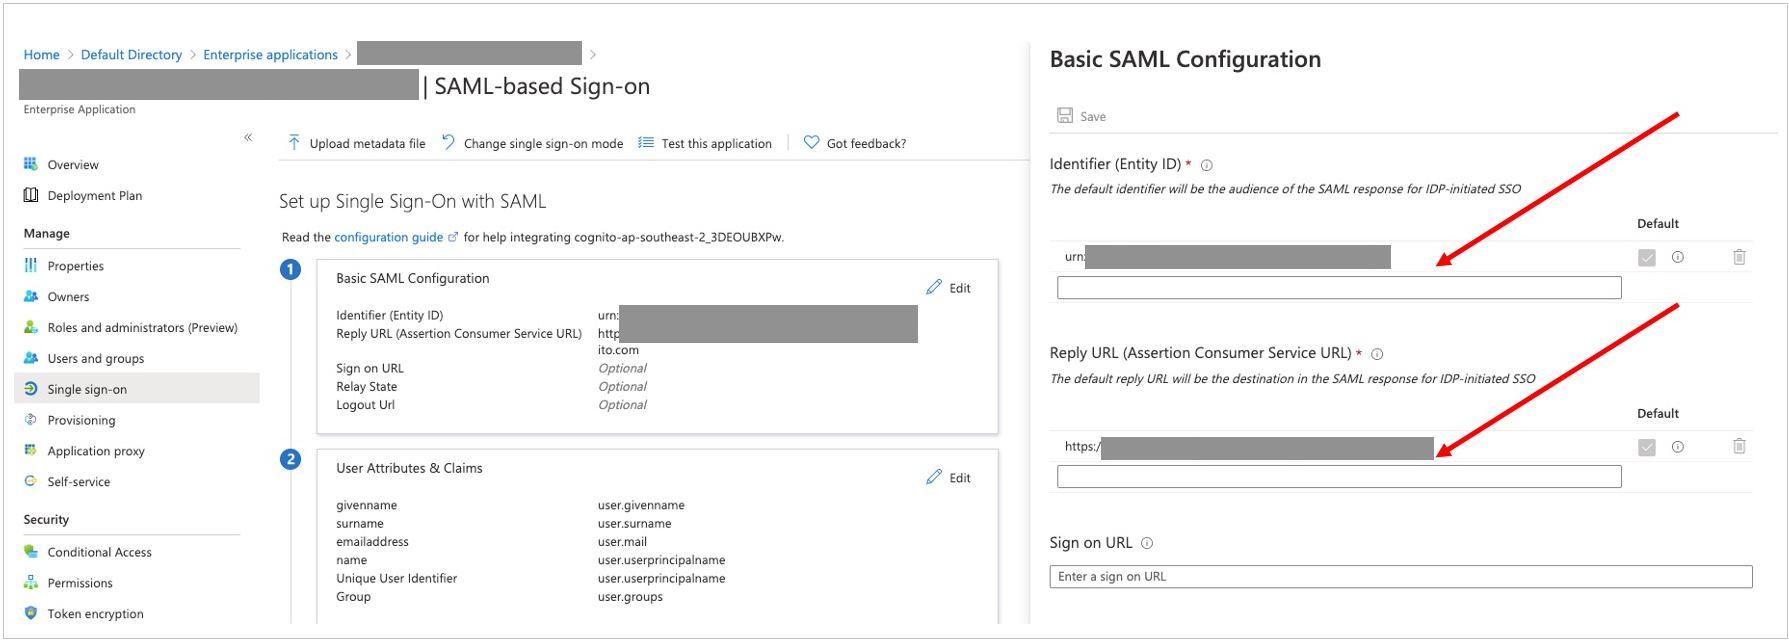 Home > Default Directory > Enterprise applications > >
| SAML-based Sign-on
Enterprise Application
«
Overview
Deployment Plan
Manage
Properties
Owners
Roles and administrators (Preview)
Users and groups
Single sign-on
Provisioning
Application proxy
Self-service
Security
Conditional Access
Permissions
Token encryption
Upload metadata file Change single sign-on mode Test this application | Got feedback?
Set up Single Sign-On with SAML
Read the configuration guide for help integrating cognito-ap-southeast-2_3DEOUBXPw.
1
Basic SAML Configuration
Edit
Identifier (Entity ID) urn:
Reply URL (Assertion Consumer Service URL) http
ito.com
Sign on URL Optional
Relay State Optional
Logout Url Optional
2
User Attributes & Claims
Edit
givenname user.givenname
surname user.surname
emailaddress user.mail
name user.userprincipalname
Unique User Identifier user.userprincipalname
Group user.groups
Basic SAML Configuration
Save
Identifier (Entity ID) *
The default identifier will be the audience of the SAML response for IDP-initiated SSO
Default
urn:
Reply URL (Assertion Consumer Service URL) *
The default reply URL will be the destination in the SAML response for IDP-initiated SSO
Default
https:/
Sign on URL
Enter a sign on URL